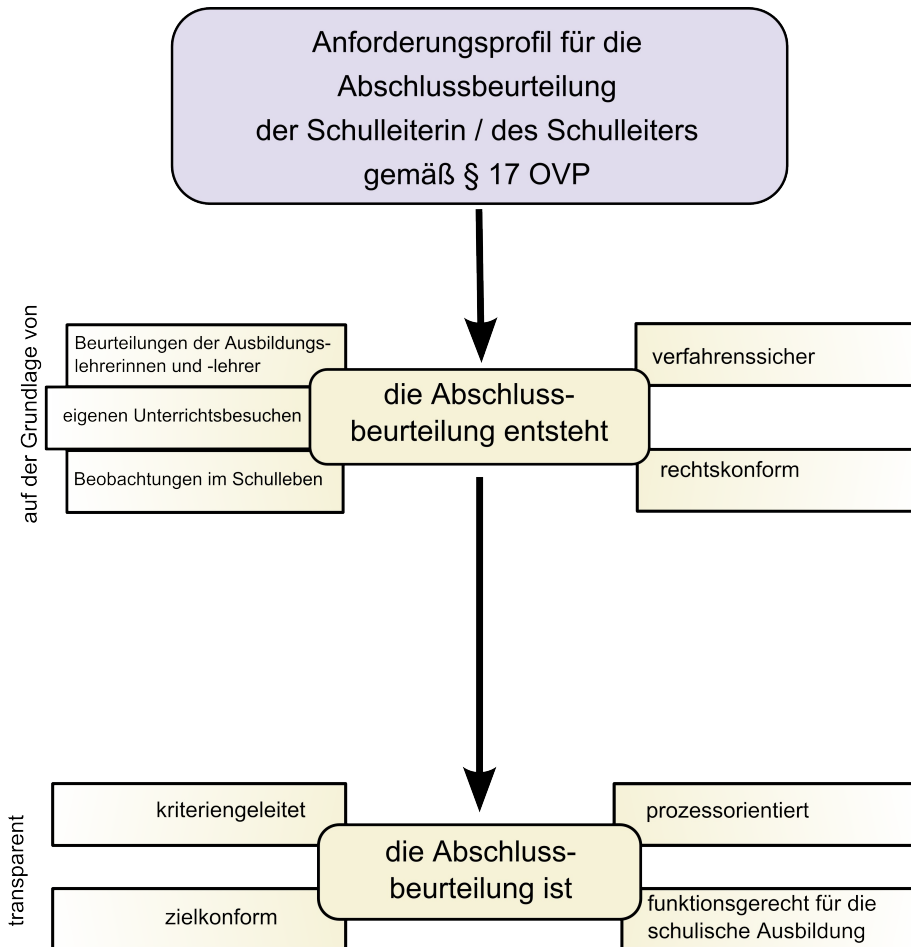 Anforderungsprofil für die
Abschlussbeurteilung
der Schulleiterin / des Schulleiters
gemäß § 17 OVP
auf der Grundlage von
Beurteilungen der Ausbildungs-
lehrerinnen und -lehrer
eigenen Unterrichtsbesuchen
Beobachtungen im Schulleben
die Abschluss-
beurteilung entsteht
verfahrenssicher
rechtskonform
transparent
kriteriengeleitet
zielkonform
die Abschluss-
beurteilung ist
prozessorientiert
funktionsgerecht für die
schulische Ausbildung